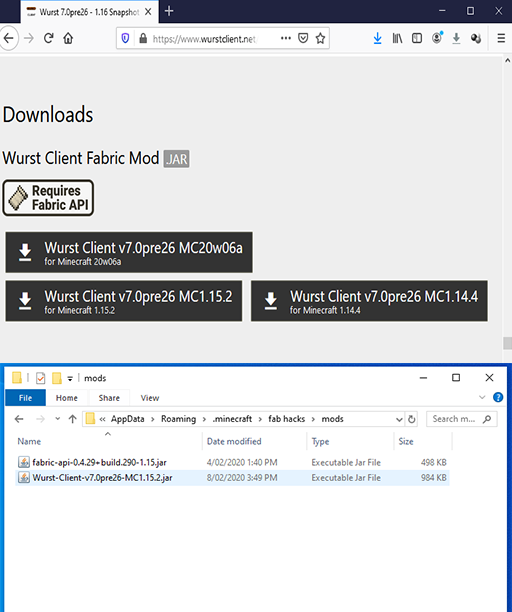 Wurst 7.0pre26 - 1.16 Snapshot
https://www.wurstclient.net
Downloads
Wurst Client Fabric Mod .JAR
Requires
Fabric API
Wurst Client v7.0pre26 MC20w06a
for Minecraft 20w06a
Wurst Client v7.0pre26 MC1.15.2
for Minecraft 1.15.2
Wurst Client v7.0pre26 MC1.14.4
for Minecraft 1.14.4
mods
File Home Share View
« AppData › Roaming › .minecraft › fab hacks › mods
Search m...
Name Date modified Type Size
fabric-api-0.4.29+build.290-1.15.jar 4/02/2020 1:40 PM Executable Jar File 498 KB
Wurst-Client-v7.0pre26-MC1.15.2.jar 8/02/2020 3:49 PM Executable Jar File 984 KB